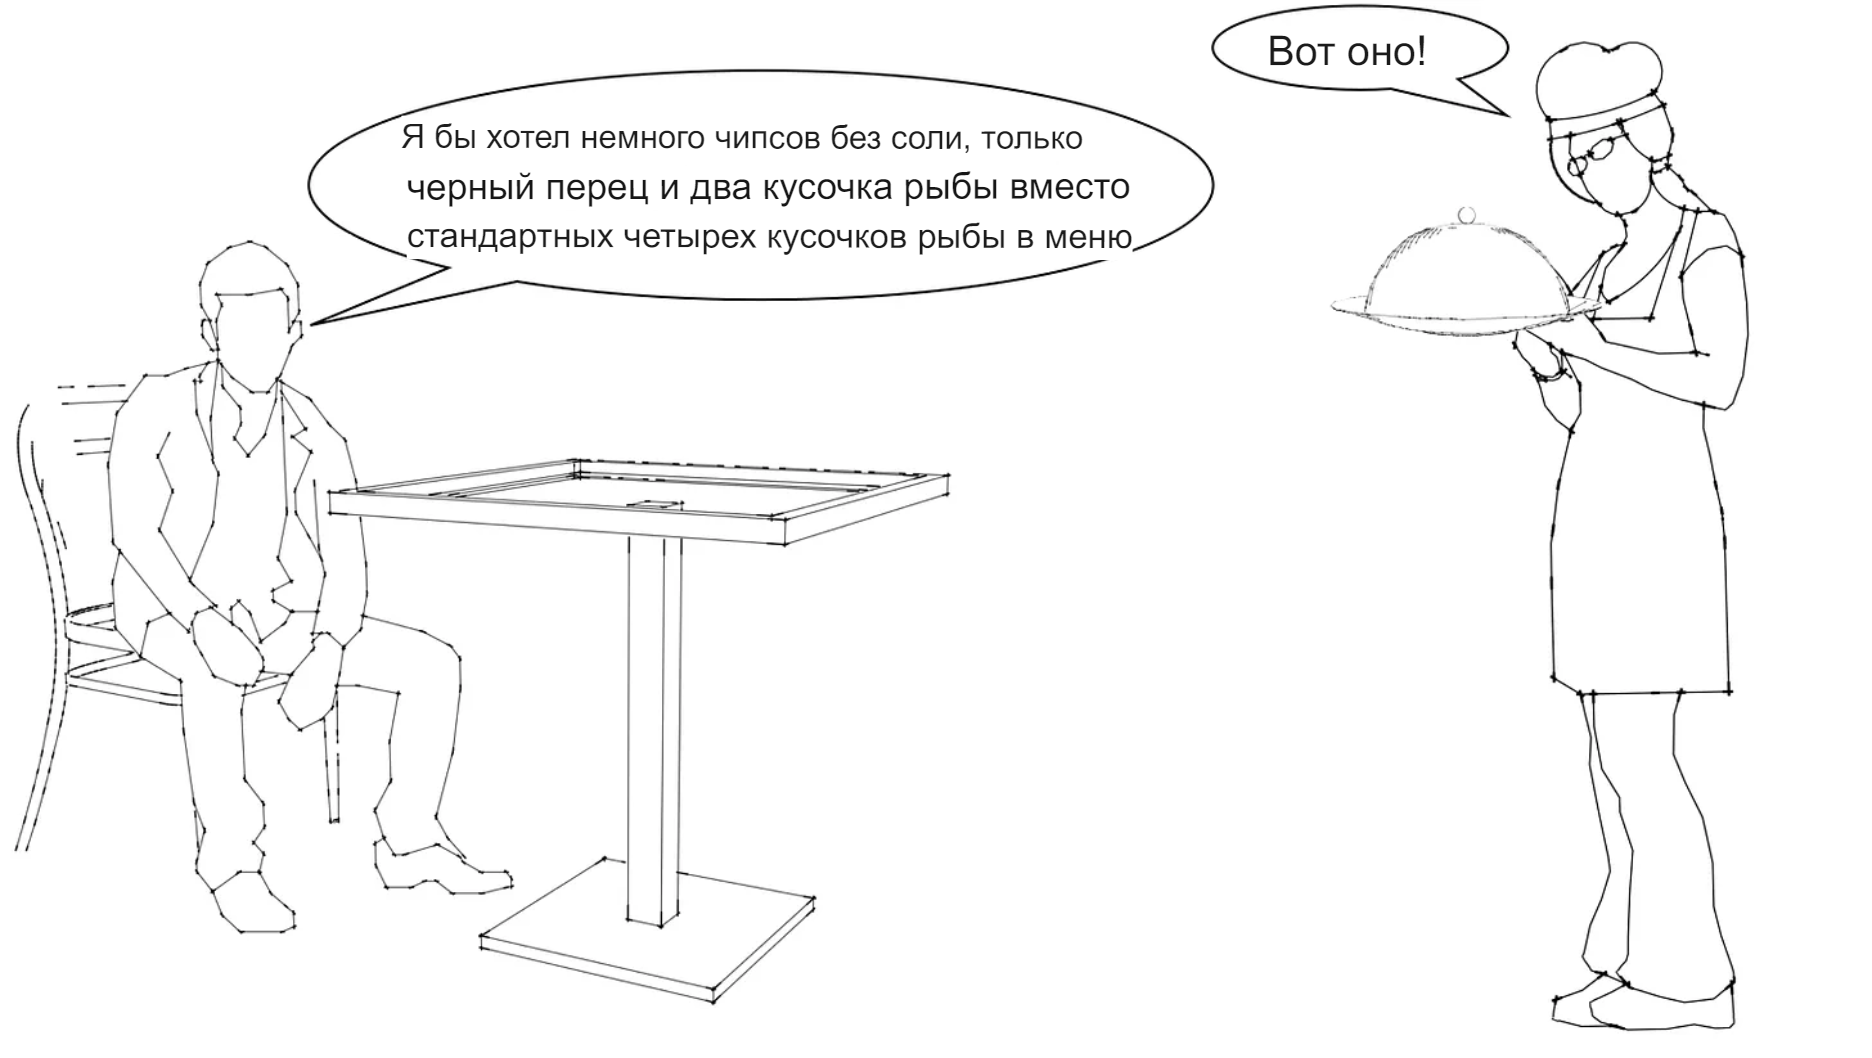 Я бы хотел немного чипсов без соли, только
черный перец и два кусочка рыбы вместо
стандартных четырех кусочков рыбы в меню
Вот оно!